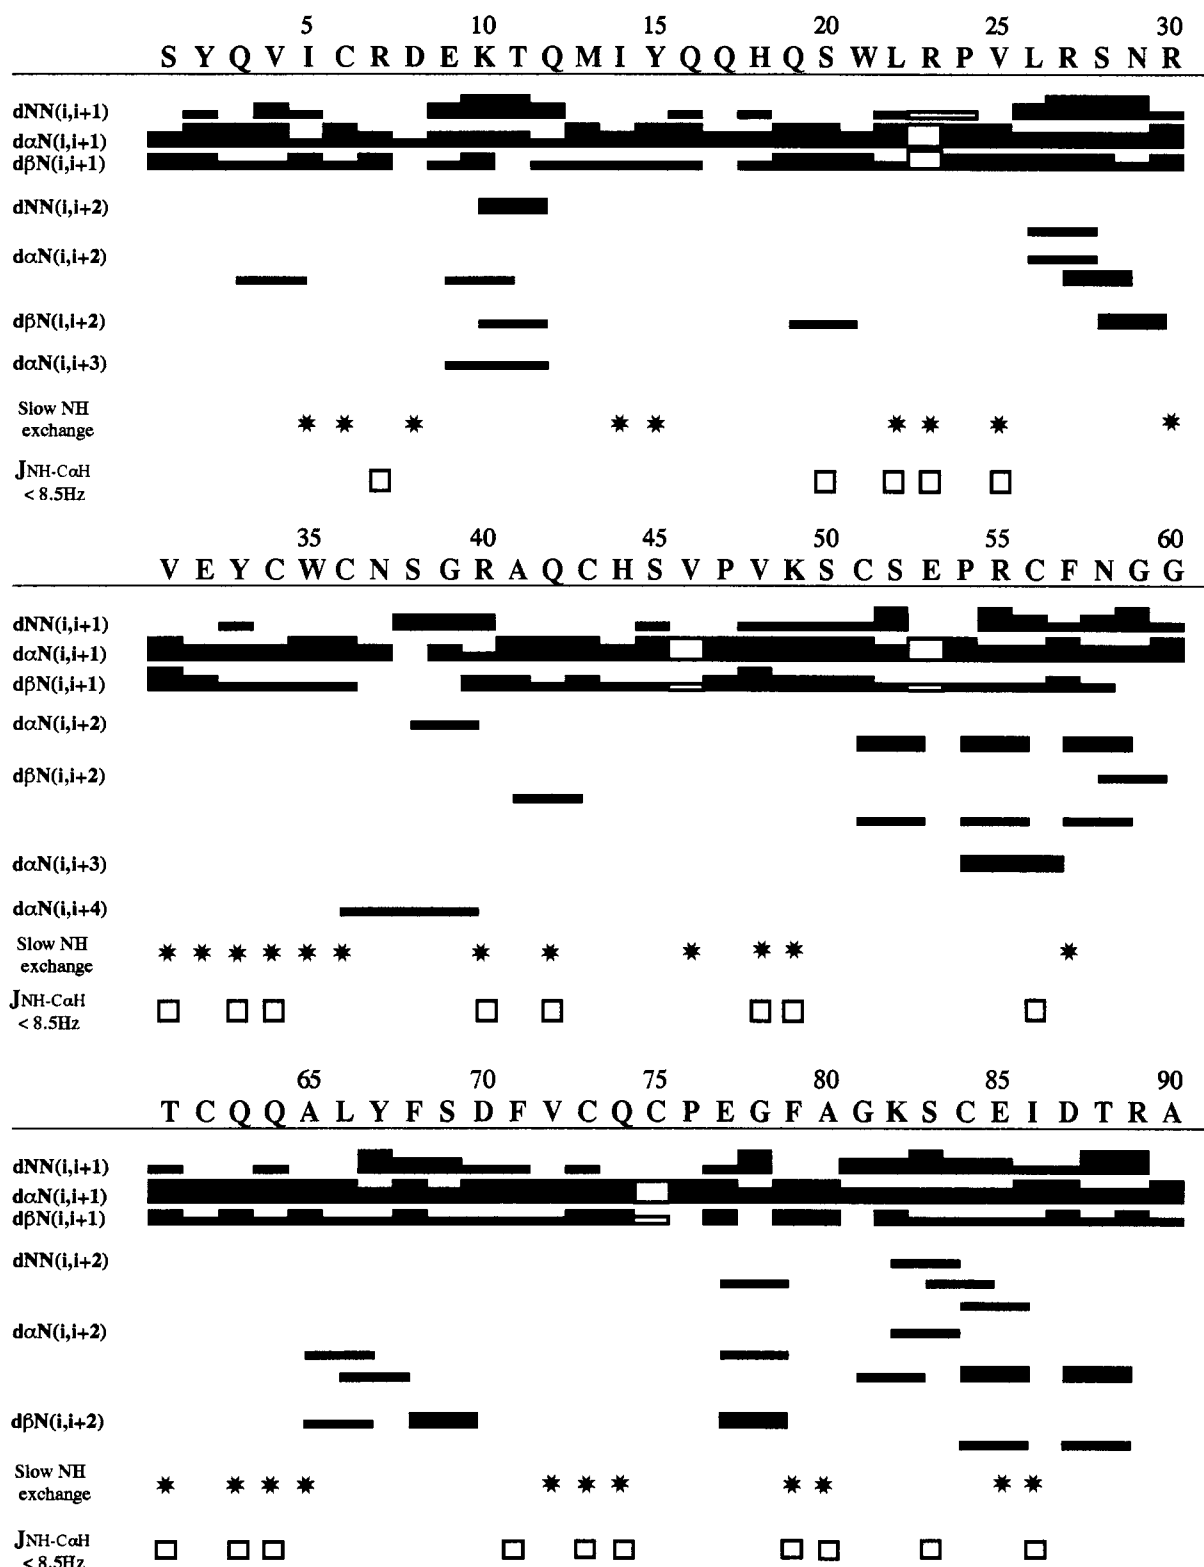 5 10 15 20 25 30
S Y Q V I C R D E K T Q M I Y Q Q H Q S W L R P V L R S N R
dNN(i,i+1)
dαN(i,i+1)
dβN(i,i+1)
dNN(i,i+2)
dαN(i,i+2)
dβN(i,i+2)
dαN(i,i+3)
Slow NH
exchange
JNH-CαH
< 8.5Hz
35 40 45 50 55 60
V E Y C W C N S G R A Q C H S V P V K S C S E P R C F N G G
dNN(i,i+1)
dαN(i,i+1)
dβN(i,i+1)
dαN(i,i+2)
dβN(i,i+2)
dαN(i,i+3)
dαN(i,i+4)
Slow NH
exchange
JNH-CαH
< 8.5Hz
65 70 75 80 85 90
T C Q Q A L Y F S D F V C Q C P E G F A G K S C E I D T R A
dNN(i,i+1)
dαN(i,i+1)
dβN(i,i+1)
dNN(i,i+2)
dαN(i,i+2)
dβN(i,i+2)
Slow NH
exchange
JNH-CαH
< 8.5Hz